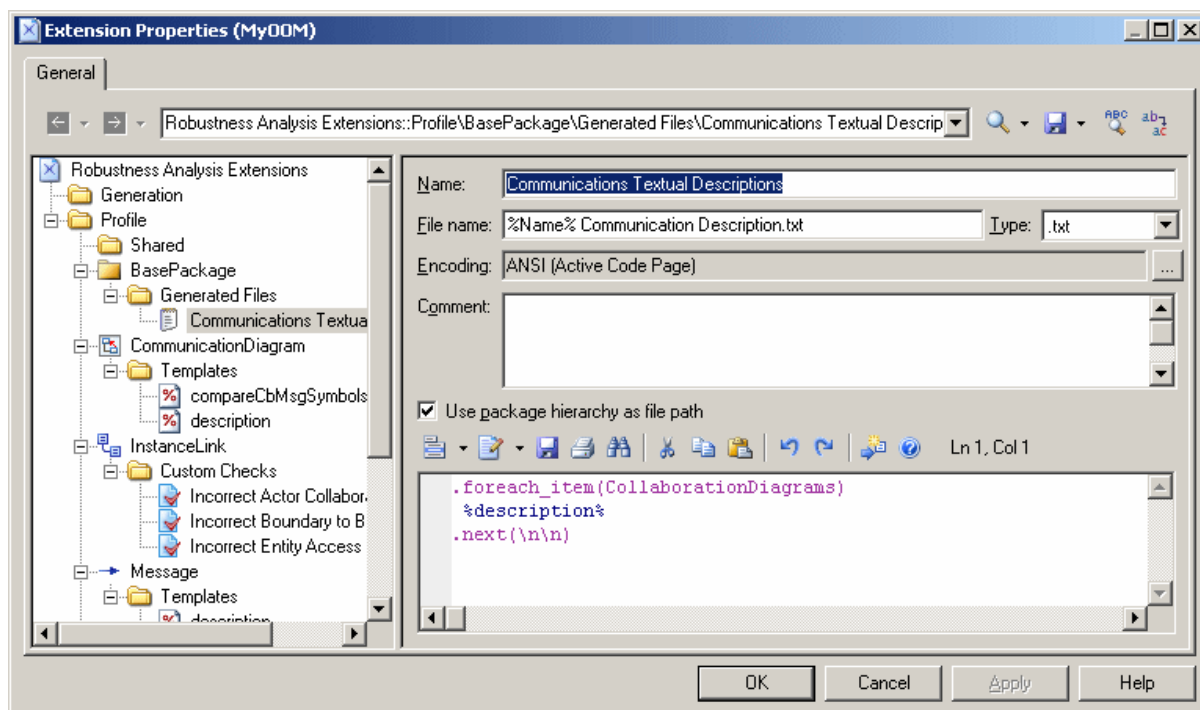 Extension Properties (MyOOM)
General
Robustness Analysis Extensions::Profile\BasePackage\Generated Files\Communications Textual Descrip
ABC
ab
ac
Robustness Analysis Extensions
Generation
Profile
Shared
BasePackage
Generated Files
Communications Textua
CommunicationDiagram
Templates
compareCbMsgSymbols
description
InstanceLink
Custom Checks
Incorrect Actor Collabor
Incorrect Boundary to B
Incorrect Entity Access
Message
Templates
description
Name: Communications Textual Descriptions
File name: %Name% Communication Description.txt Type: .txt
Encoding: ANSI (Active Code Page) ...
Comment:
Use package hierarchy as file path
Ln 1, Col 1
.foreach_item(CollaborationDiagrams)
%description%
.next(\n\n)
OK Cancel Apply Help